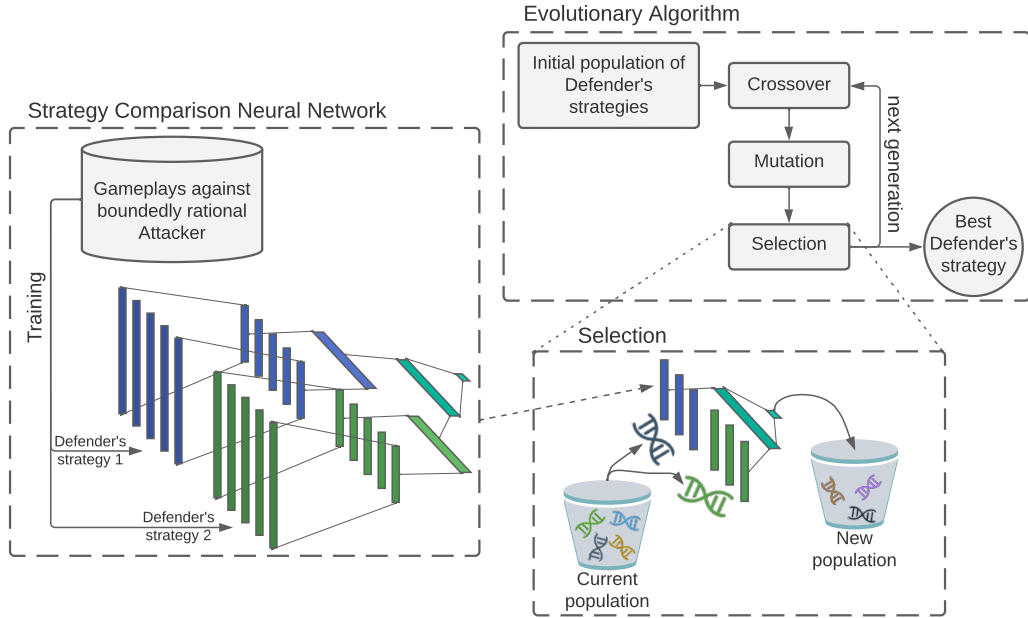 Evolutionary Algorithm
Initial population of
Defender's
strategies
Crossover
Mutation
Selection
next generation
Best
Defender's
strategy
Strategy Comparison Neural Network
Gameplays against
boundedly rational
Attacker
Training
Defender's
strategy 1
Defender's
strategy 2
Selection
Current
population
New
population